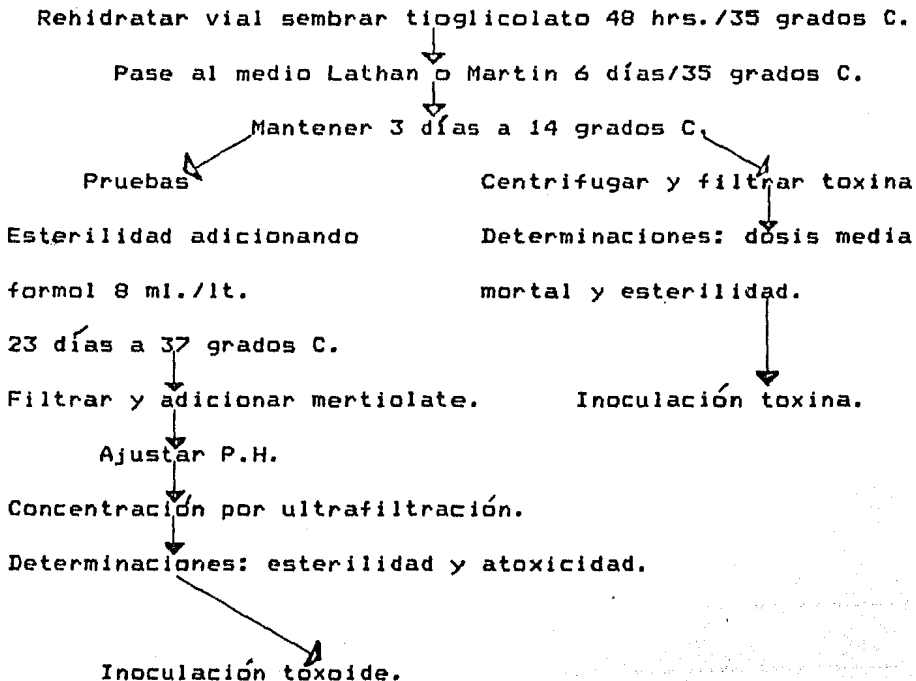 Rehidratar vial sembrar tioglicolato 48 hrs./35 grados C.
Pase al medio Lathan o Martin 6 días/35 grados C.
Mantener 3 días a 14 grados C.
Pruebas
Centrifugar y filtrar toxina
Esterilidad adicionando
Determinaciones: dosis media
formol 8 ml./lt.
mortal y esterilidad.
23 días a 37 grados C.
Filtrar y adicionar mertiolate.
Inoculación toxina.
Ajustar P.H.
Concentración por ultrafiltración.
Determinaciones: esterilidad y atoxicidad.
Inoculación toxoide.